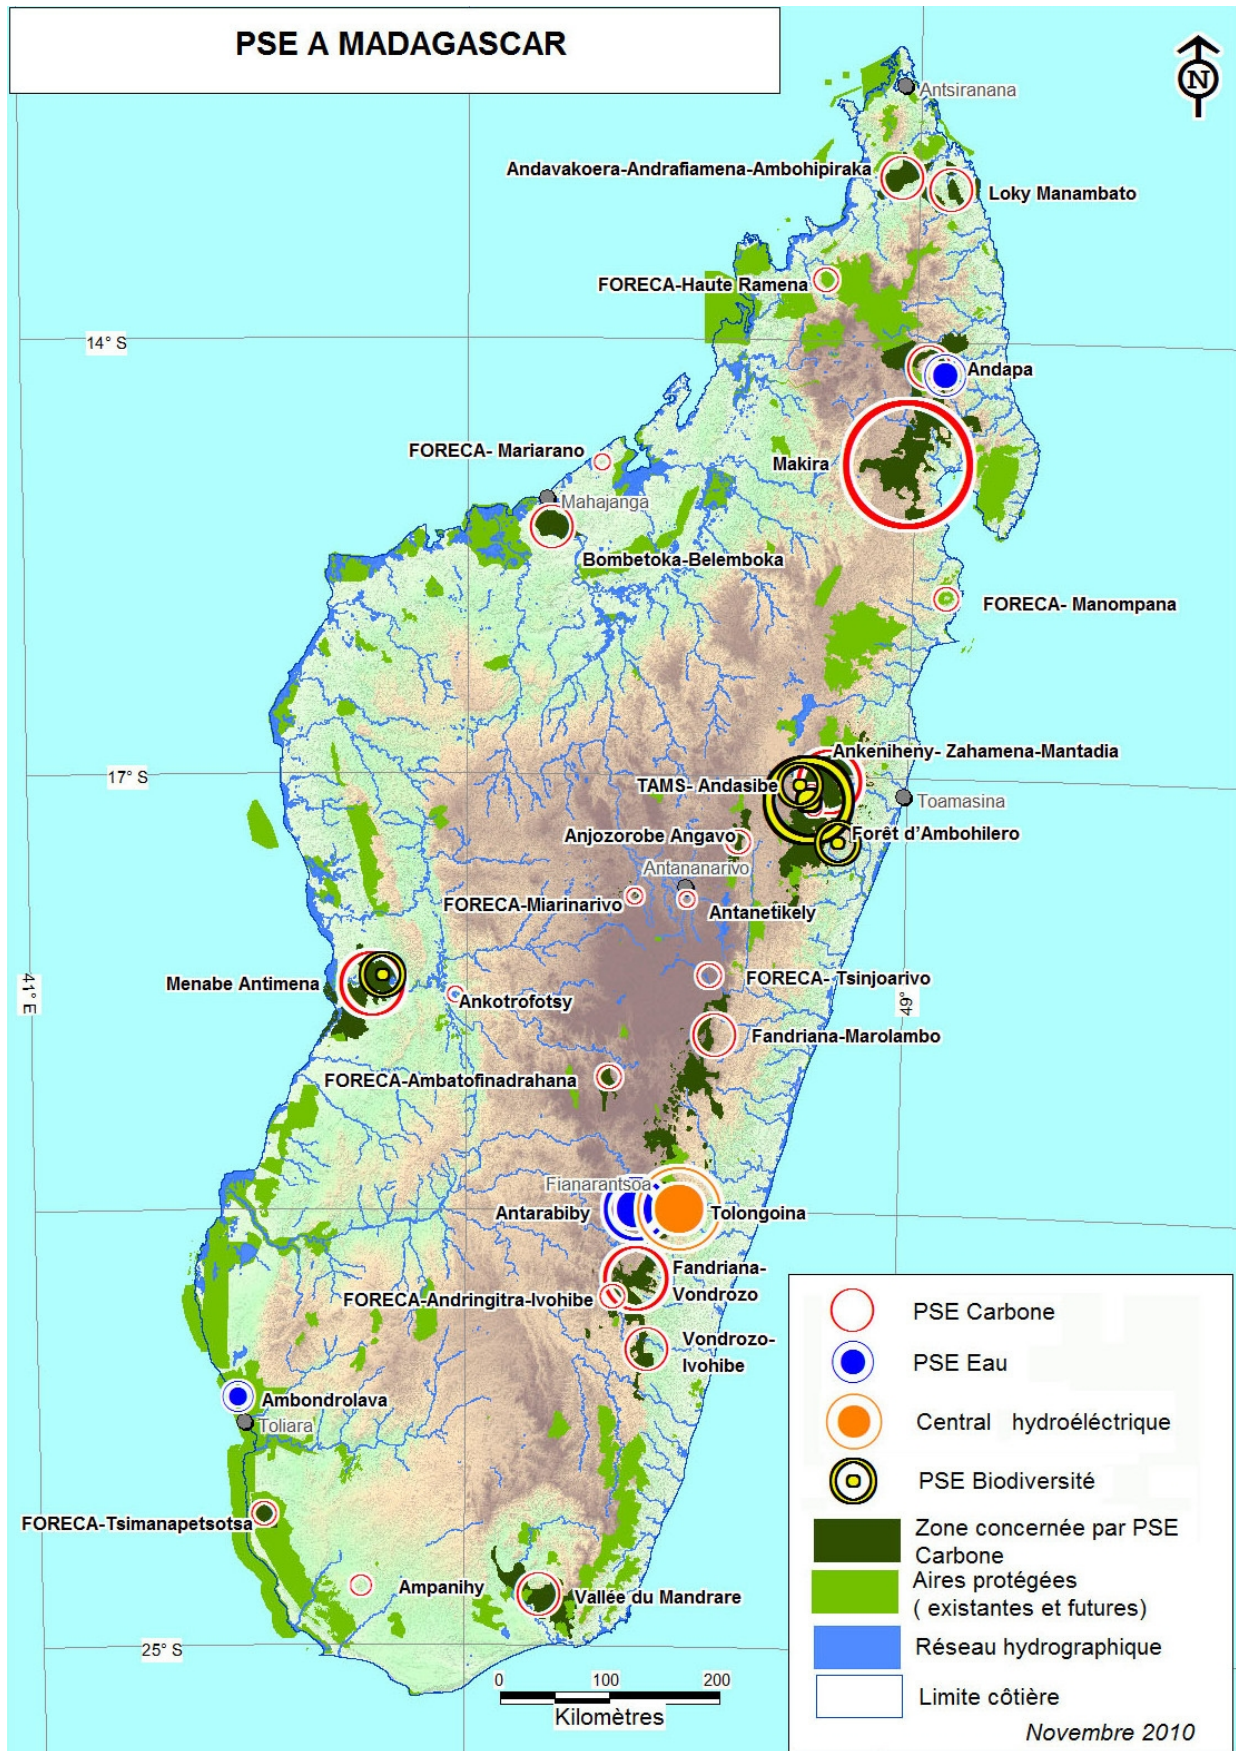 PSE A MADAGASCAR
N
Antsiranana
Andavakoera-Andrafiamena-Ambohipiraka
Loky Manambato
FORECA-Haute Ramena
14° S
Andapa
FORECA- Mariarano
Makira
Mahajanga
Bombetoka-Belemboka
FORECA- Manompana
Ankeniheny- Zahamena-Mantadia
17° S
TAMS- Andasibe
Toamasina
Anjozorobe Angavo
Forêt d'Ambohilero
Antananarivo
FORECA-Miarinarivo
Antanetikely
Menabe Antimena
FORECA- Tsinjoarivo
41° E
Ankotrofotsy
49°
Fandriana-Marolambo
FORECA-Ambatofinadrahana
Fianarantsoa
Antarabiby
Tolongoina
Fandriana-
Vondrozo
FORECA-Andringitra-Ivohibe
Vondrozo-
Ivohibe
Ambondrolava
Toliara
FORECA-Tsimanapetsotsa
Ampanihy
Vallée du Mandrare
25° S
0 100 200
Kilomètres
PSE Carbone
PSE Eau
Central hydroéléctrique
PSE Biodiversité
Zone concernée par PSE
Carbone
Aires protégées
( existantes et futures)
Réseau hydrographique
Limite côtière
Novembre 2010